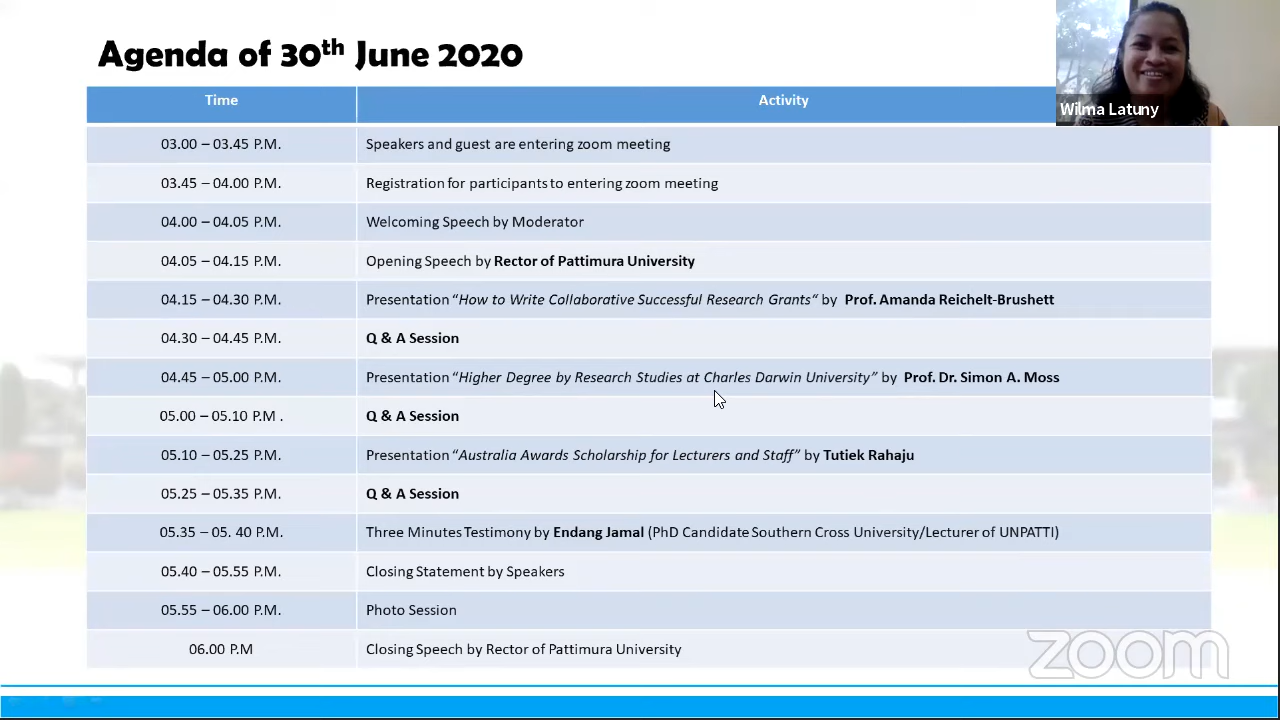 Agenda of 30th June 2020
Wilma Latuny
Time Activity
03.00 – 03.45 P.M. Speakers and guest are entering zoom meeting
03.45 – 04.00 P.M. Registration for participants to entering zoom meeting
04.00 – 04.05 P.M. Welcoming Speech by Moderator
04.05 – 04.15 P.M. Opening Speech by Rector of Pattimura University
04.15 – 04.30 P.M. Presentation “How to Write Collaborative Successful Research Grants“ by Prof. Amanda Reichelt-Brushett
04.30 – 04.45 P.M. Q & A Session
04.45 – 05.00 P.M. Presentation “Higher Degree by Research Studies at Charles Darwin University” by Prof. Dr. Simon A. Moss
05.00 – 05.10 P.M . Q & A Session
05.10 – 05.25 P.M. Presentation “Australia Awards Scholarship for Lecturers and Staff” by Tutiek Rahaju
05.25 – 05.35 P.M. Q & A Session
05.35 – 05. 40 P.M. Three Minutes Testimony by Endang Jamal (PhD Candidate Southern Cross University/Lecturer of UNPATTI)
05.40 – 05.55 P.M. Closing Statement by Speakers
05.55 – 06.00 P.M. Photo Session
06.00 P.M Closing Speech by Rector of Pattimura University
zoom